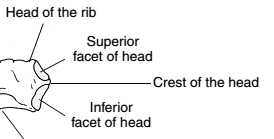 Head of the rib
Superior
facet of head
Crest of the head
Inferior
facet of head